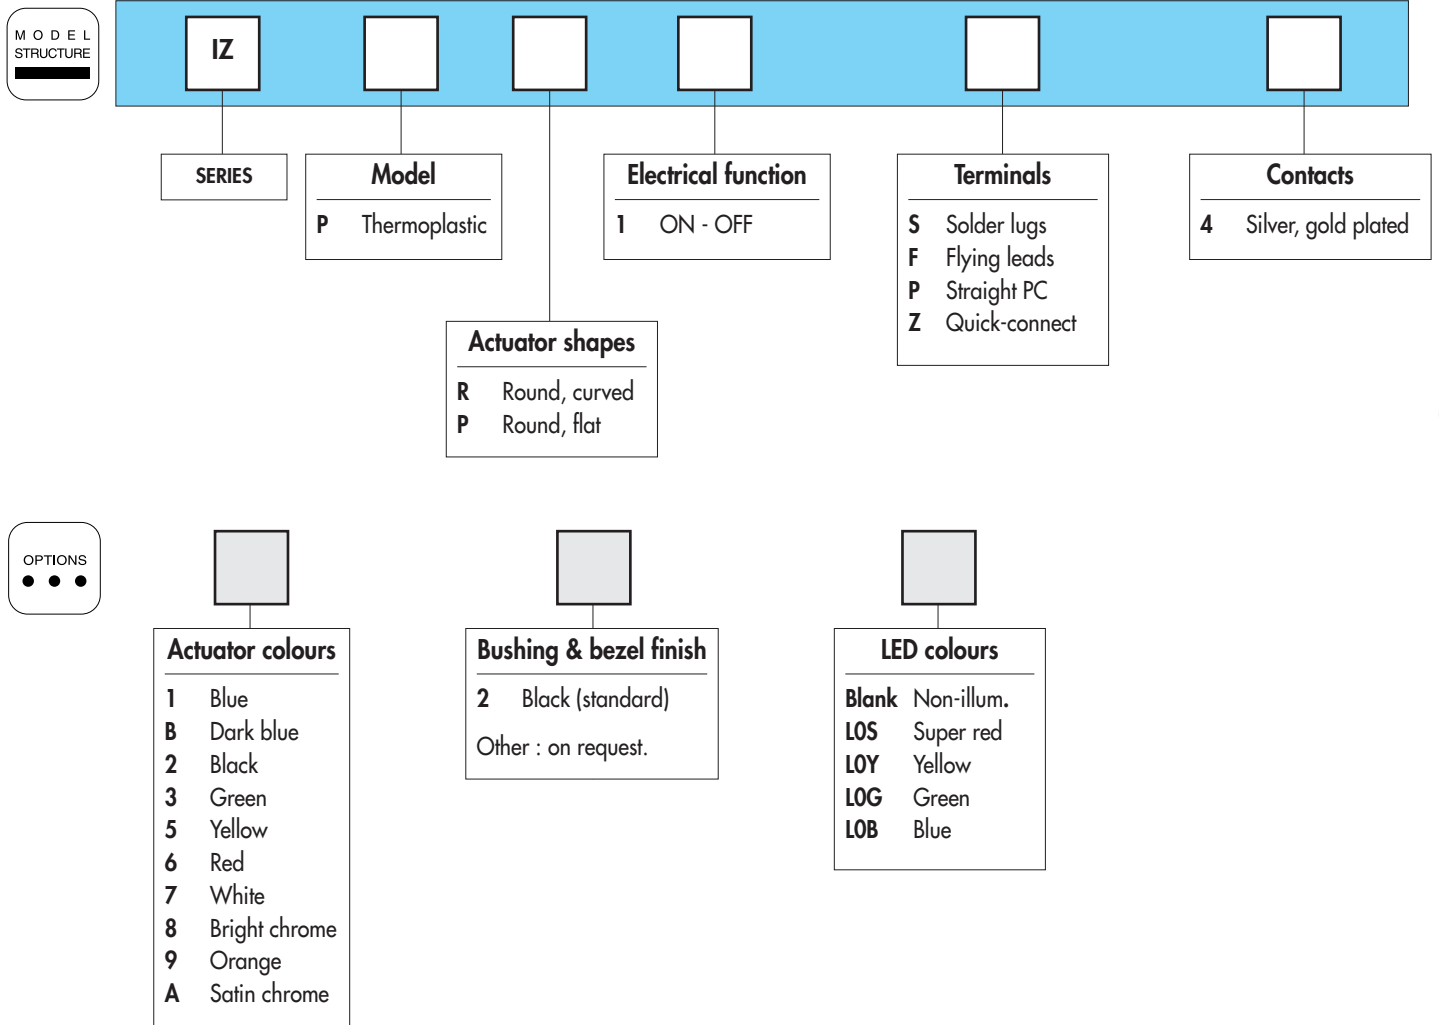 MODEL
STRUCTURE
IZ
SERIES
Model
P Thermoplastic
Electrical function
1 ON - OFF
Terminals
S Solder lugs
F Flying leads
P Straight PC
Z Quick-connect
Contacts
4 Silver, gold plated
Actuator shapes
R Round, curved
P Round, flat
OPTIONS
Actuator colours
1 Blue
B Dark blue
2 Black
3 Green
5 Yellow
6 Red
7 White
8 Bright chrome
9 Orange
A Satin chrome
Bushing & bezel finish
2 Black (standard)
Other : on request.
LED colours
Blank Non-illum.
L0S Super red
L0Y Yellow
L0G Green
L0B Blue